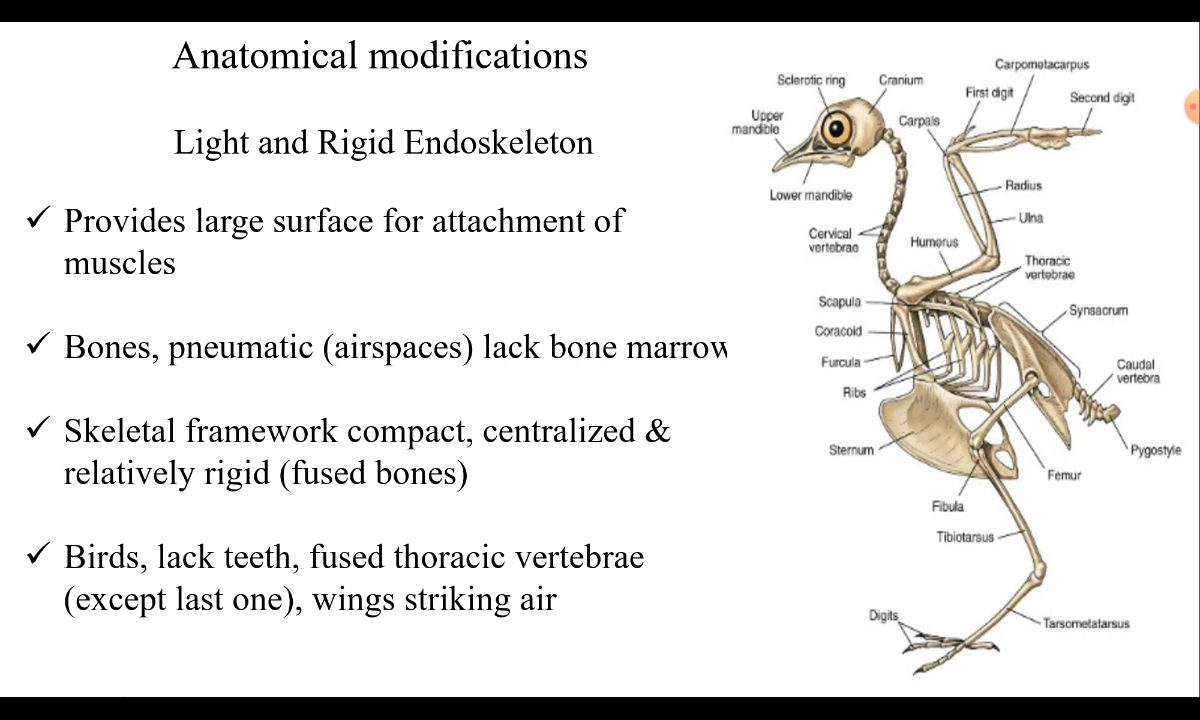 Anatomical modifications
Light and Rigid Endoskeleton
✓ Provides large surface for attachment of
muscles
✓ Bones, pneumatic (airspaces) lack bone marrow
✓ Skeletal framework compact, centralized &
relatively rigid (fused bones)
✓ Birds, lack teeth, fused thoracic vertebrae
(except last one), wings striking air
Carpometacarpus
Sclerotic ring
Cranium
First digit
Second digit
Upper
mandible
Carpals
Lower mandible
Radius
Ulna
Cervical
vertebrae
Humerus
Thoracic
vertebrae
Scapula
Synsacrum
Coracoid
Furcula
Caudal
vertebra
Ribs
Sternum
Pygostyle
Femur
Fibula
Tibiotarsus
Digits
Tarsometatarsus